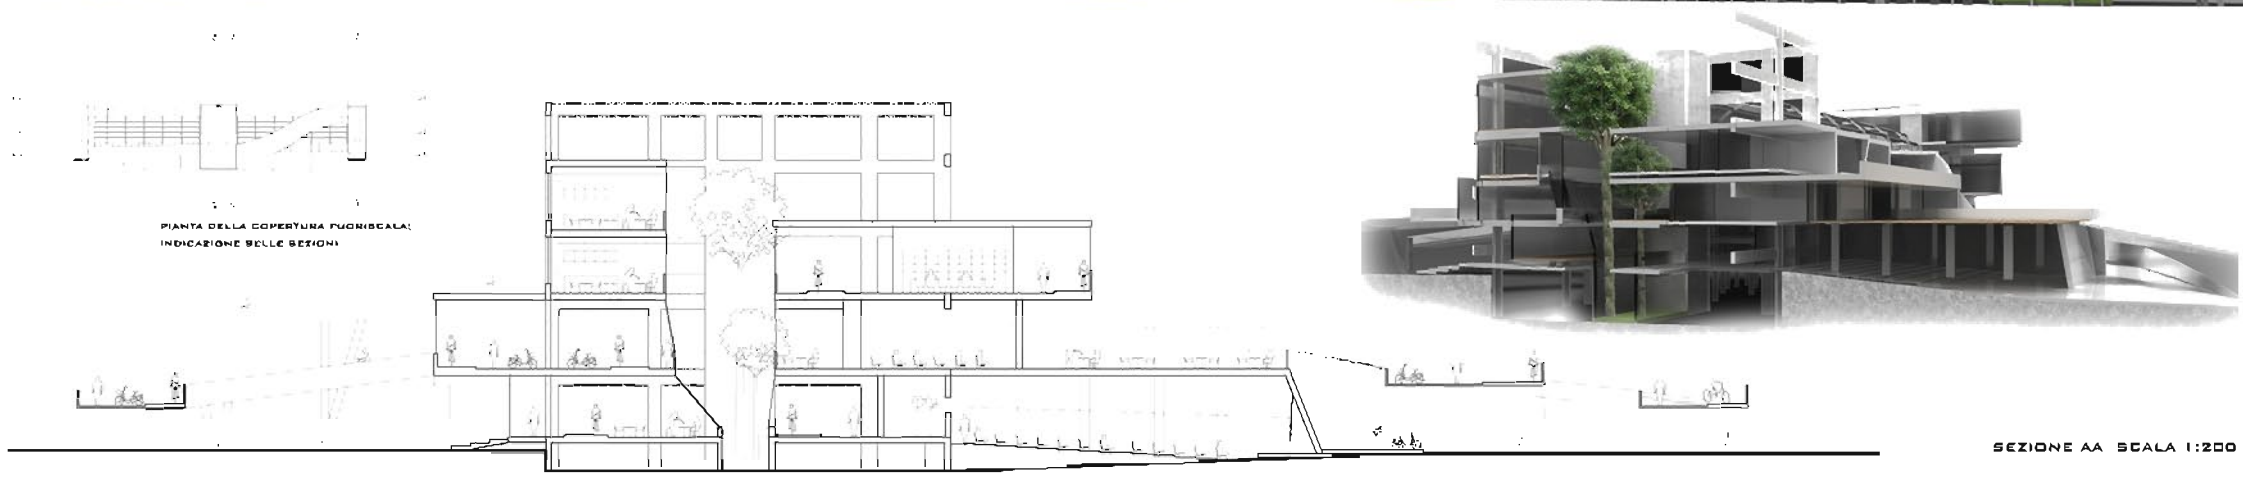 PIANTA DELLA COPERTURA FUORISCALA;
INDICAZIONE DELLE SEZIONI
SEZIONE AA SCALA 1:200